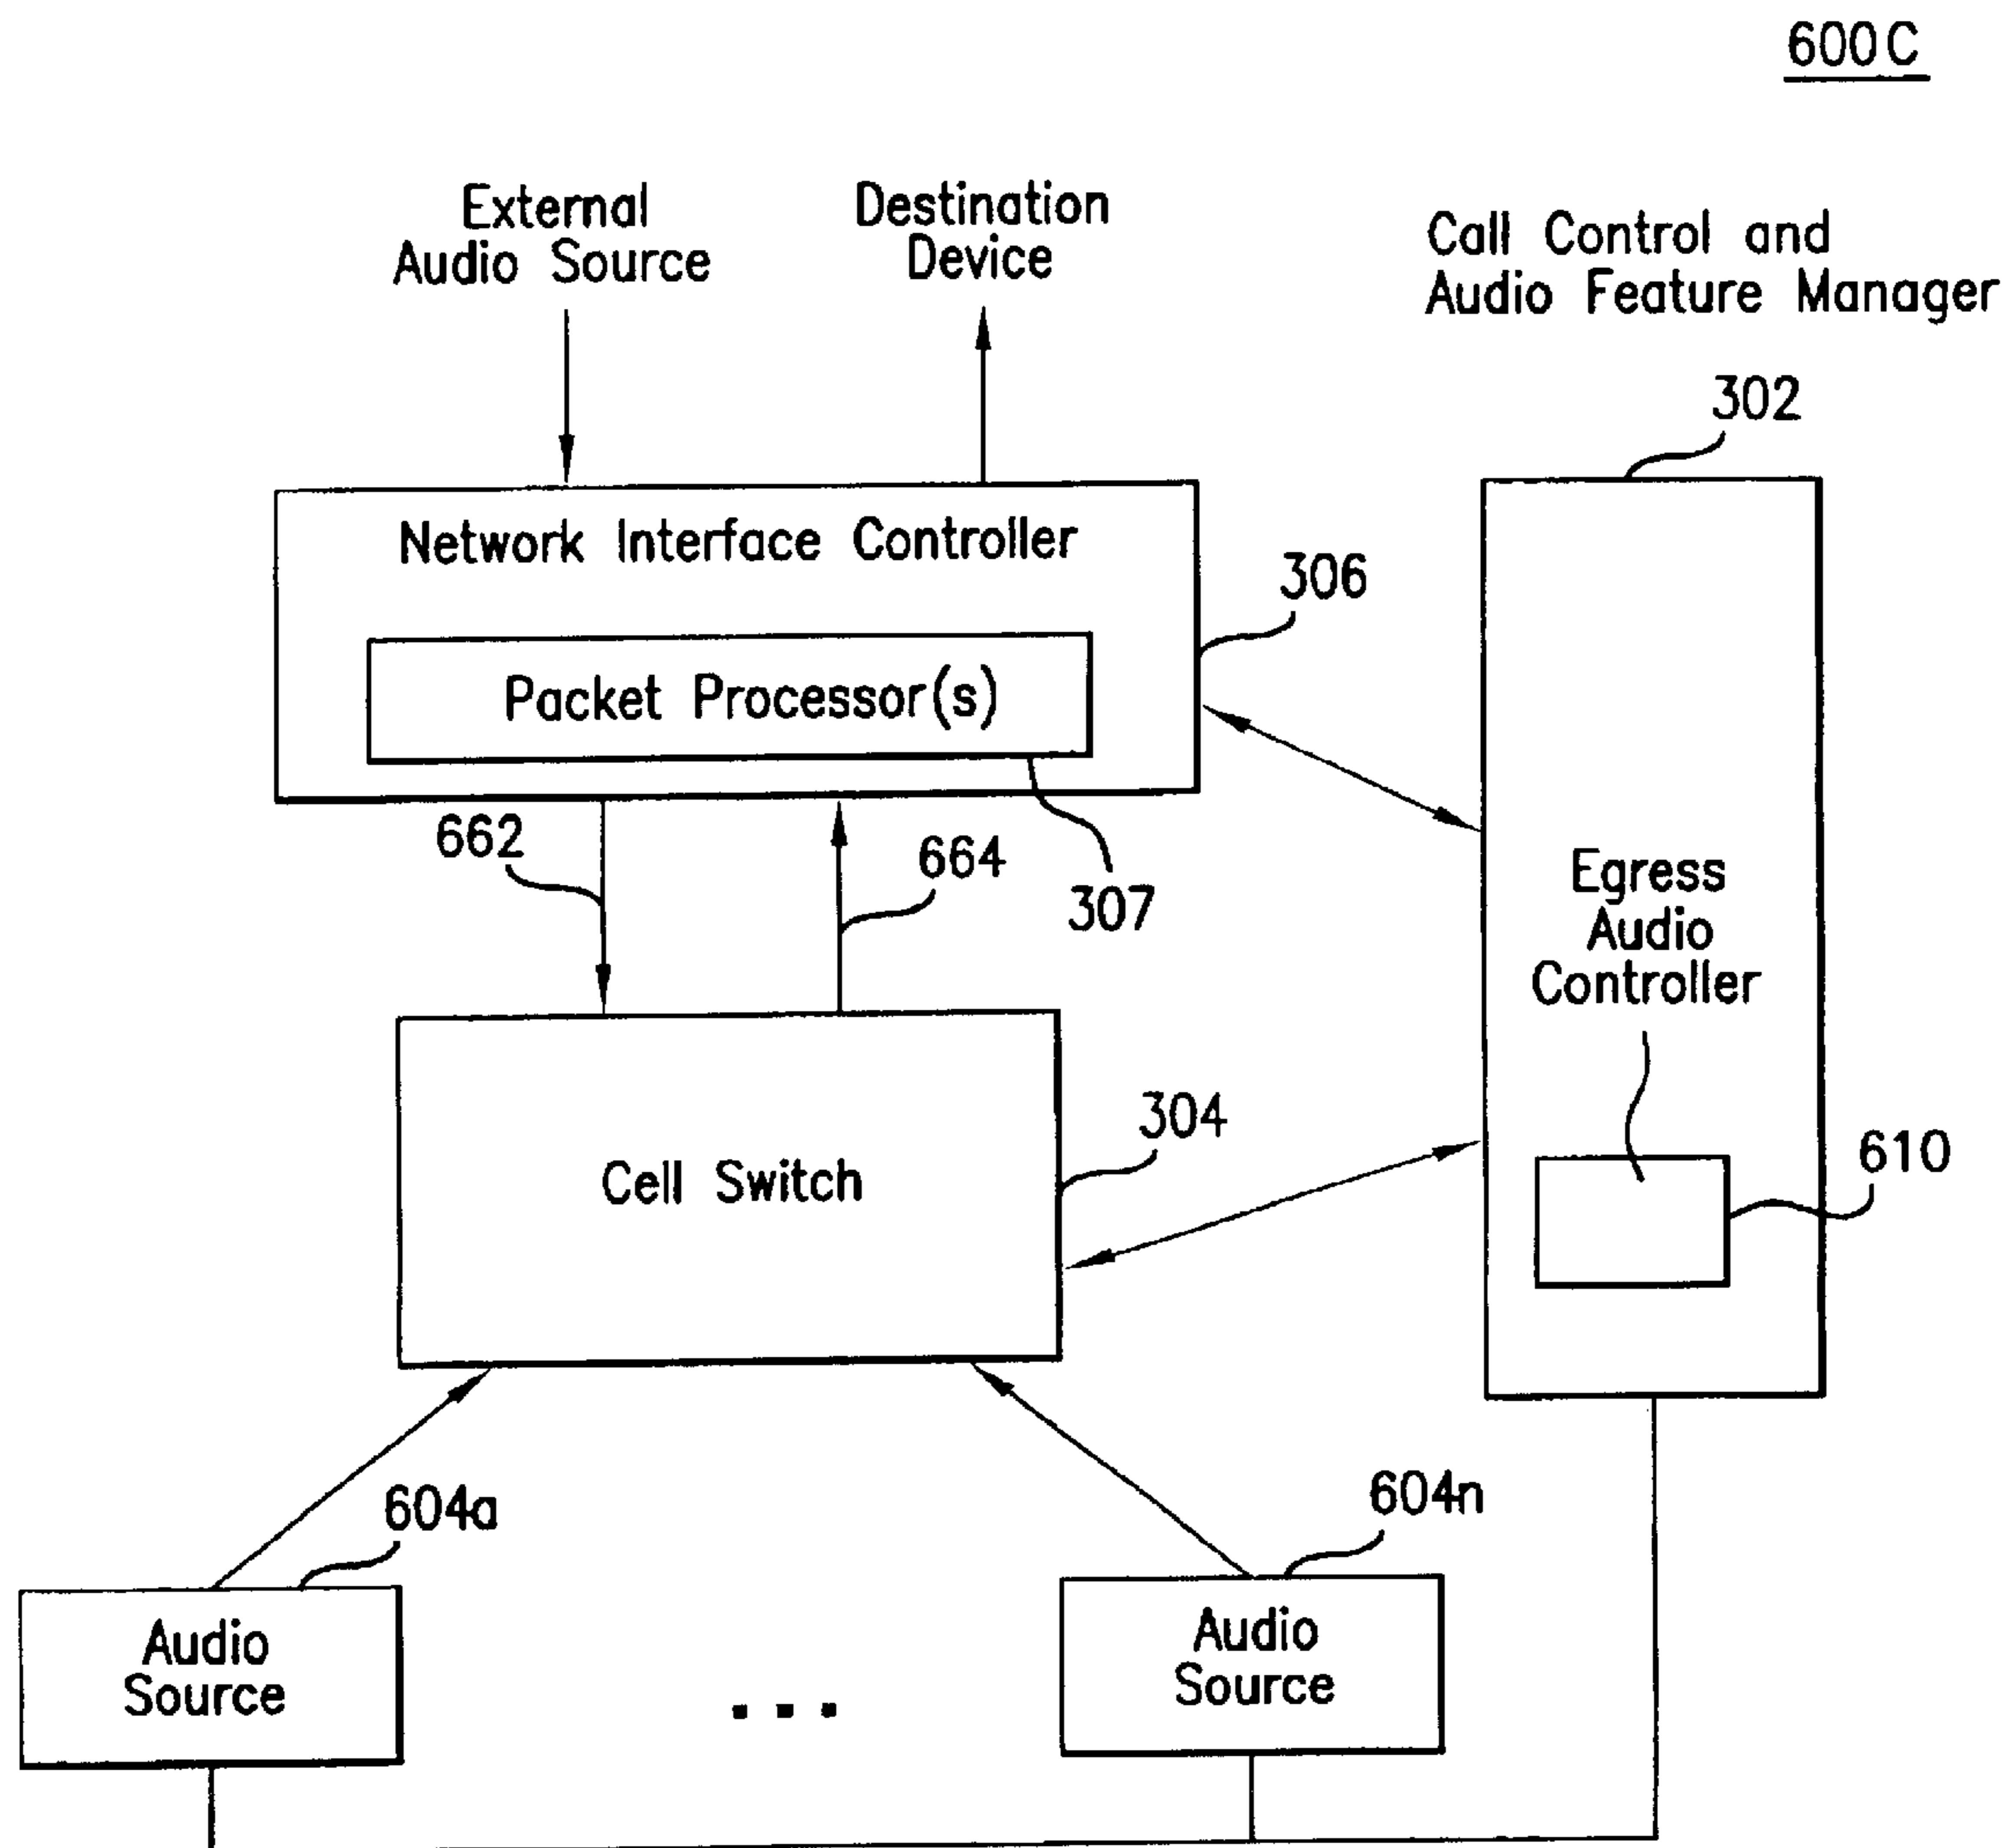 600C
External
Audio Source
Destination
Device
Call Control and
Audio Feature Manager
302
Network Interface Controller
306
Packet Processor(s)
662
664
307
Egress
Audio
Controller
304
Cell Switch
610
604a
604n
Audio
Source
...
Audio
Source